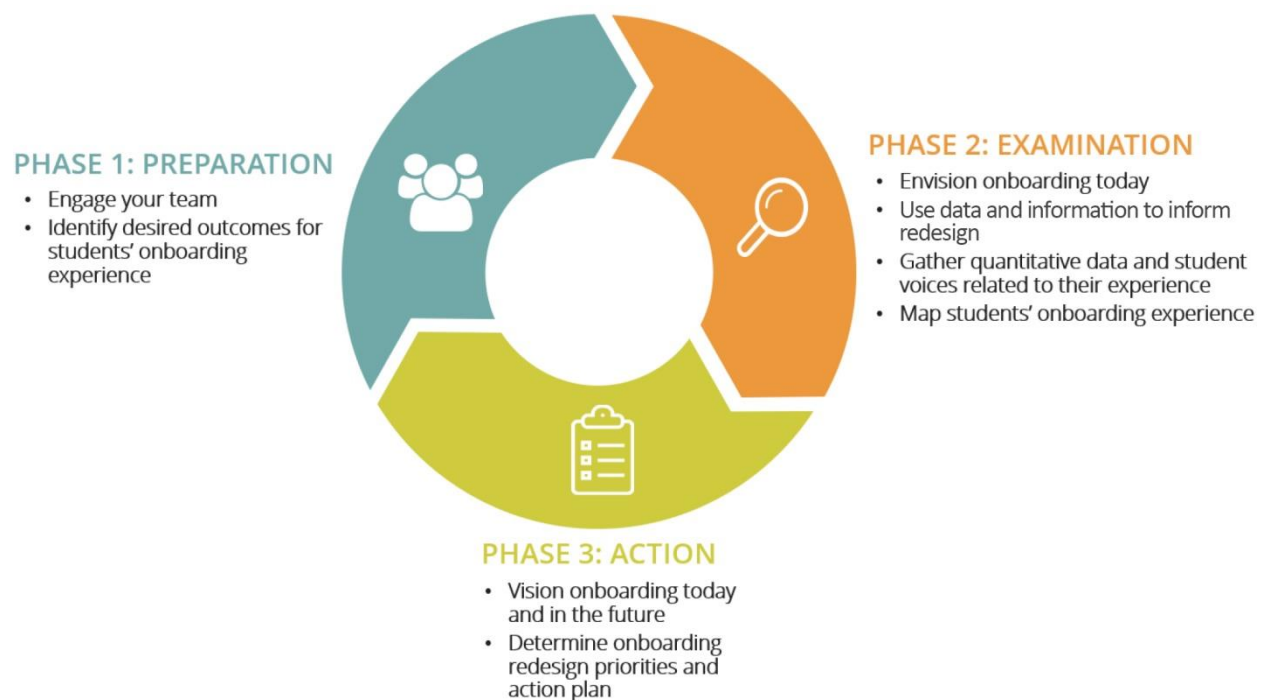 PHASE 1: PREPARATION
• Engage your team
• Identify desired outcomes for
students’ onboarding
experience
PHASE 2: EXAMINATION
• Envision onboarding today
• Use data and information to inform
redesign
• Gather quantitative data and student
voices related to their experience
• Map students’ onboarding experience
PHASE 3: ACTION
• Vision onboarding today
and in the future
• Determine onboarding
redesign priorities and
action plan